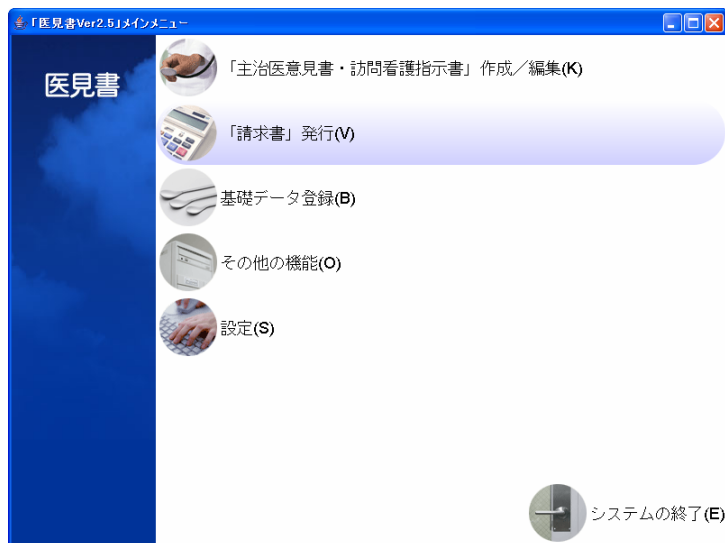 「医見書Ver2.5」メインメニュー
医見書
「主治医意見書・訪問看護指示書」作成／編集(K)
「請求書」発行(V)
基礎データ登録(B)
その他の機能(O)
設定(S)
システムの終了(E)